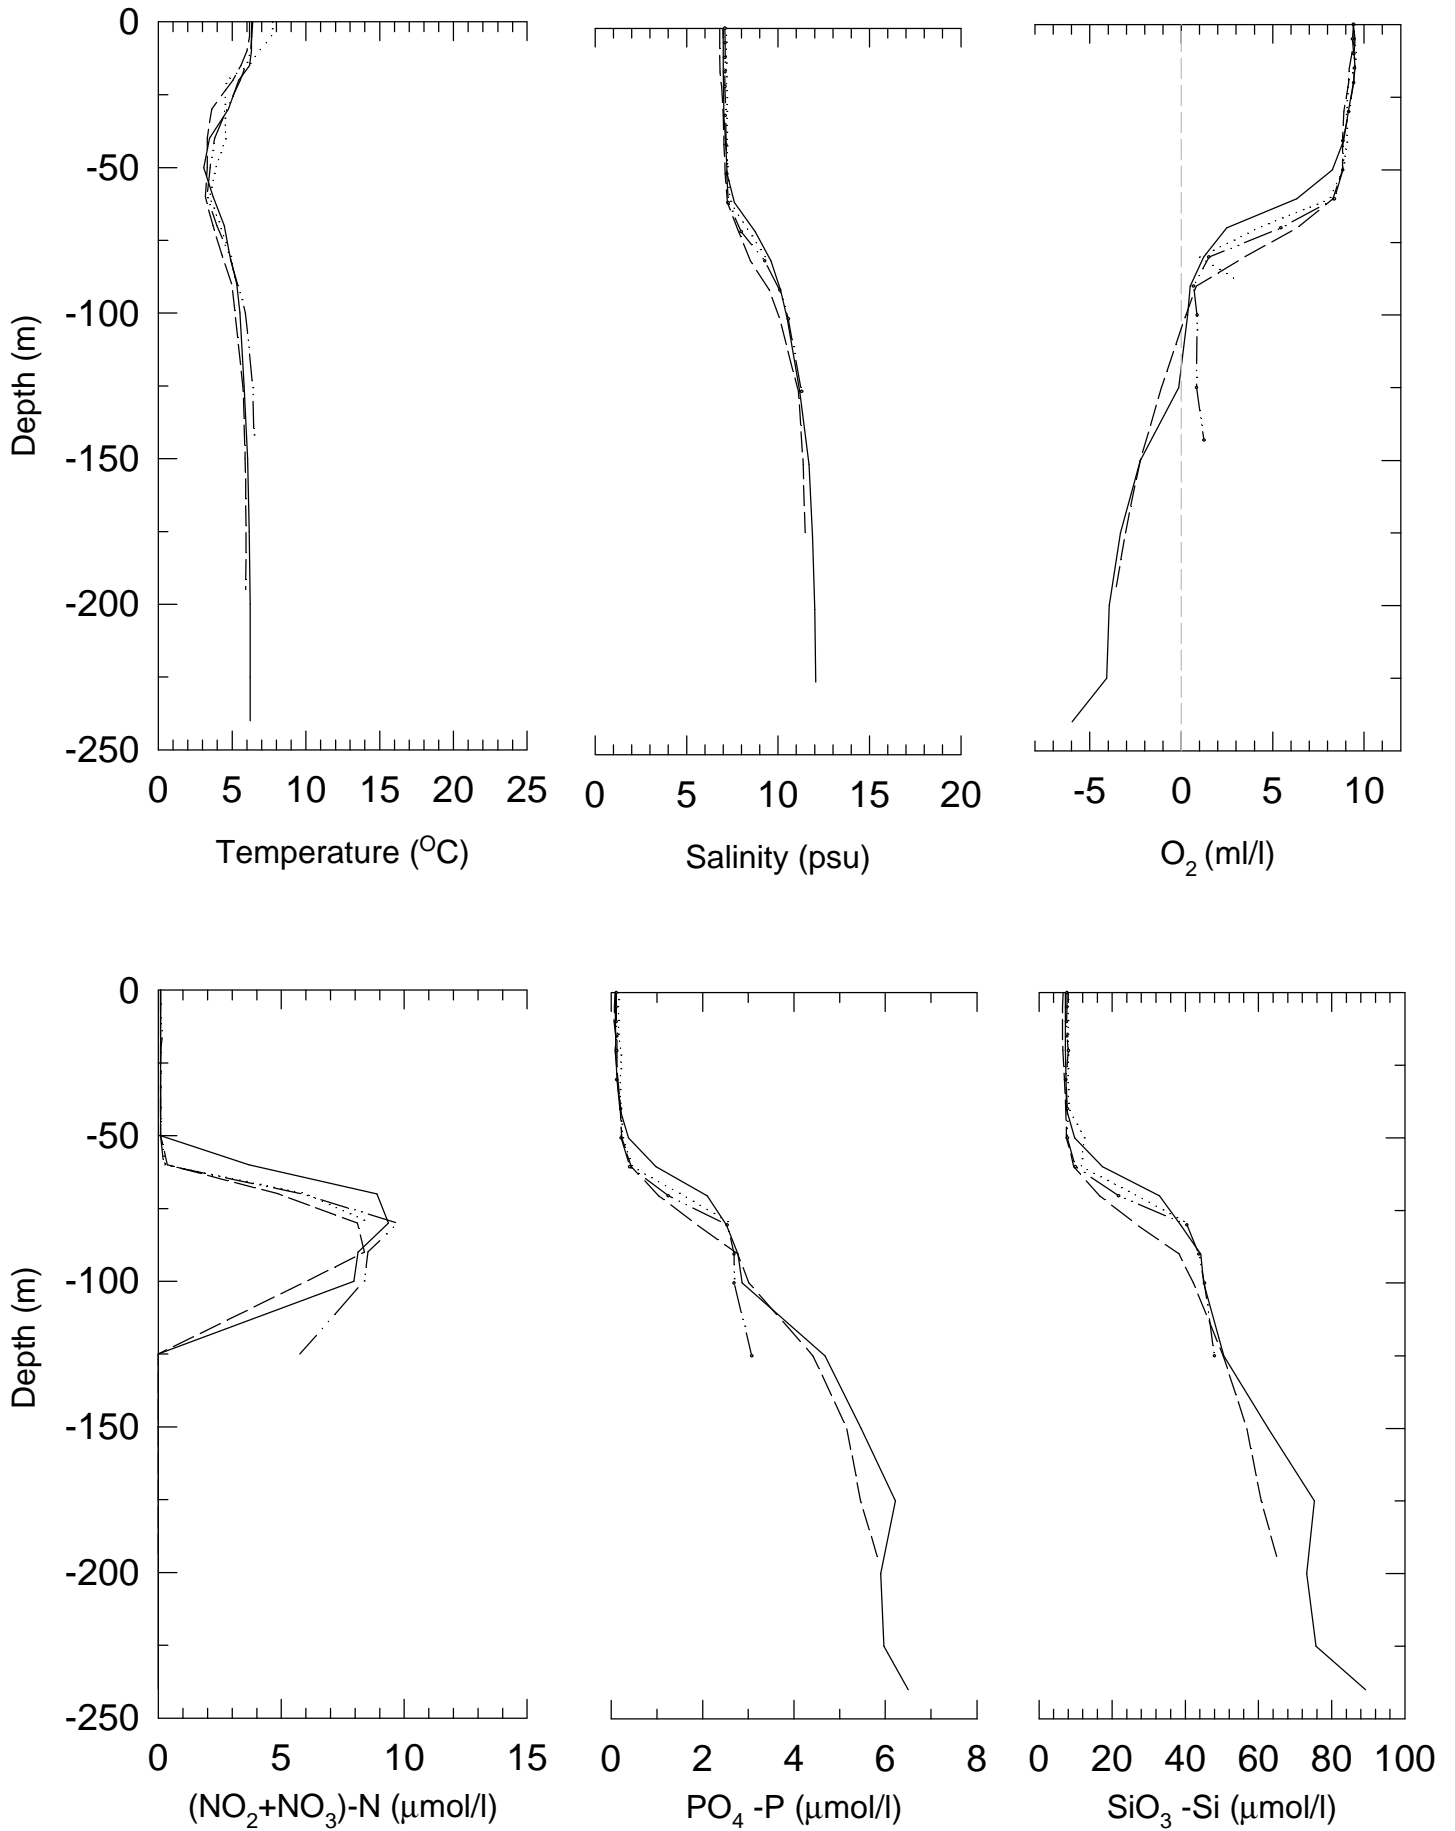 0
-50
-100
-150
-200
-250
Depth (m)
0 5 10 15 20 25
Temperature (ᴼC)
0 5 10 15 20
Salinity (psu)
-5 0 5 10
O₂ (ml/l)
0
-50
-100
-150
-200
-250
Depth (m)
0 5 10 15
(NO₂+NO₃)-N (μmol/l)
0 2 4 6 8
PO₄ -P (μmol/l)
0 20 40 60 80 100
SiO₃ -Si (μmol/l)